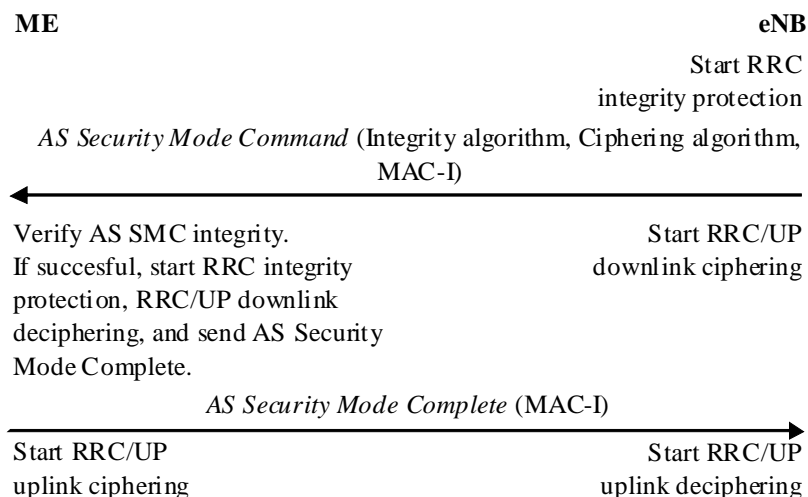 ME
eNB
Start RRC
integrity protection
AS Security Mode Command (Integrity algorithm, Ciphering algorithm,
MAC-I)
Verify AS SMC integrity.
If succesful, start RRC integrity
protection, RRC/UP downlink
deciphering, and send AS Security
Mode Complete.
Start RRC/UP
downlink ciphering
AS Security Mode Complete (MAC-I)
Start RRC/UP
uplink ciphering
Start RRC/UP
uplink deciphering